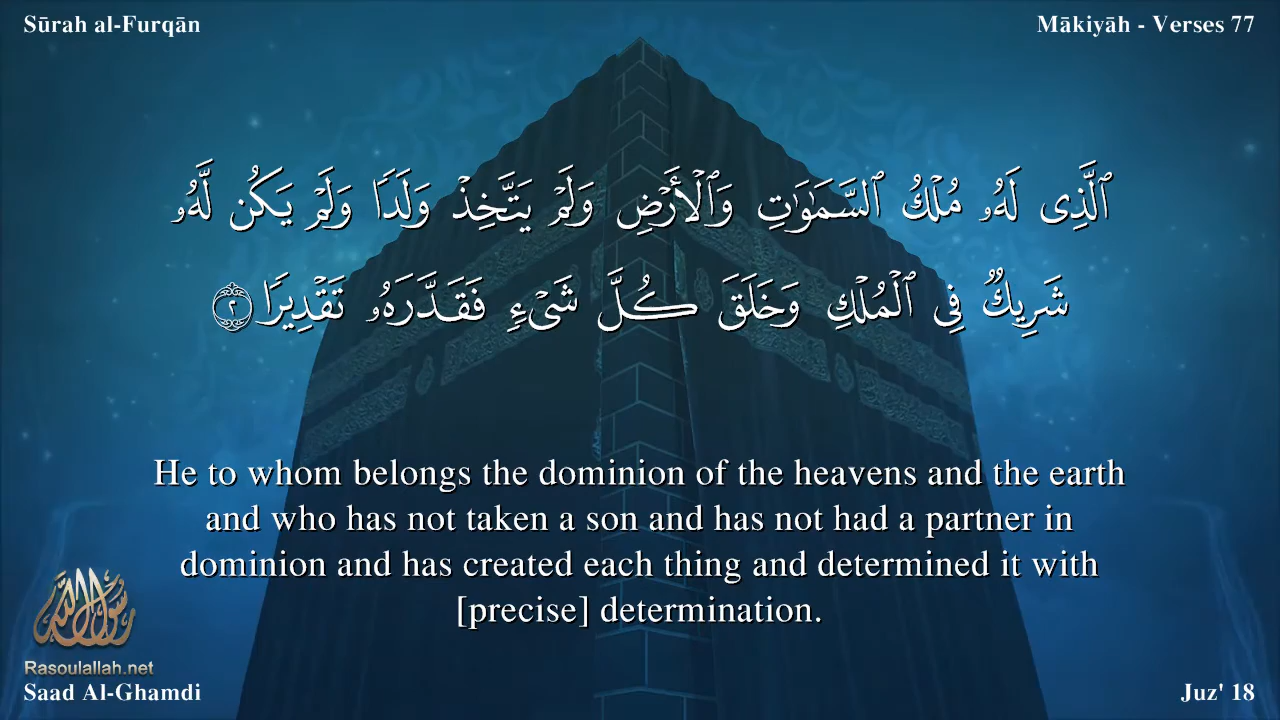 Sūrah al-Furqān
Mākiyāh - Verses 77
ٱلَّذِى لَهُۥ مُلْكُ ٱلسَّمَـٰوَٰتِ وَٱلْأَرْضِ وَلَمْ يَتَّخِذْ وَلَدًا وَلَمْ يَكُن لَّهُۥ
شَرِيكٌ فِى ٱلْمُلْكِ وَخَلَقَ كُلَّ شَىْءٍ فَقَدَّرَهُۥ تَقْدِيرًا ٢
He to whom belongs the dominion of the heavens and the earth
and who has not taken a son and has not had a partner in
dominion and has created each thing and determined it with
[precise] determination.
رسول الله
Rasoulallah.net
Saad Al-Ghamdi
Juz' 18